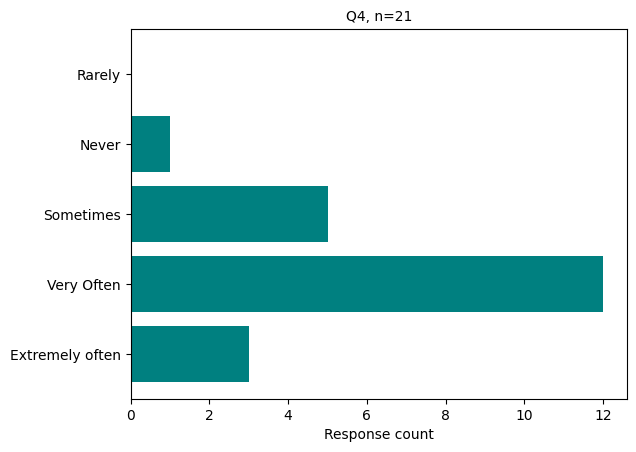 Q4, n=21
Rarely
Never
Sometimes
Very Often
Extremely often
0 2 4 6 8 10 12
Response count